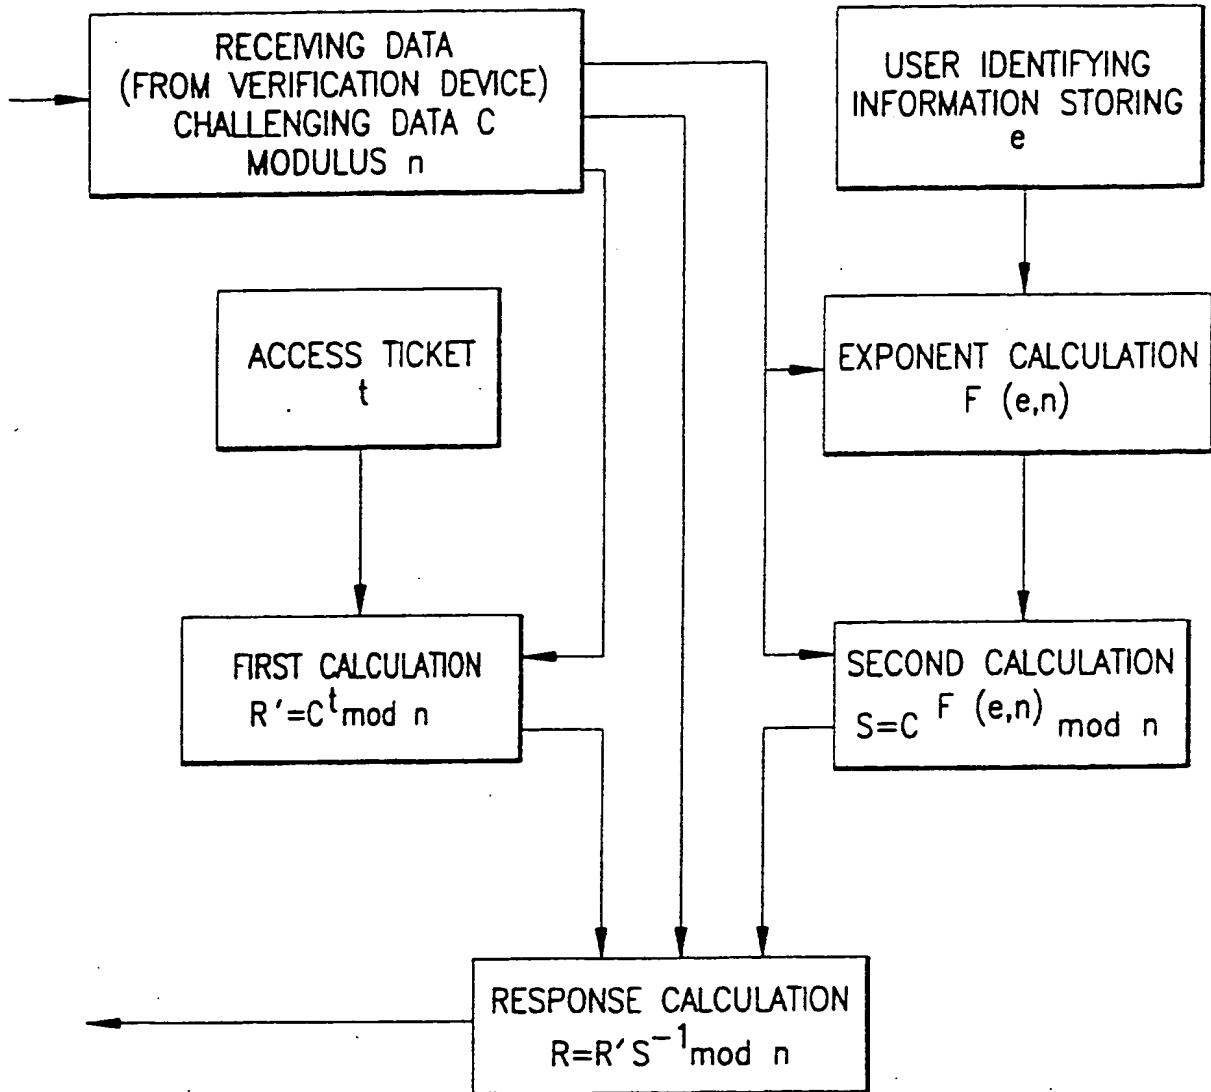 RECEIVING DATA
(FROM VERIFICATION DEVICE)
CHALLENGING DATA C
MODULUS n
USER IDENTIFYING
INFORMATION STORING
e
ACCESS TICKET
t
EXPONENT CALCULATION
F (e,n)
FIRST CALCULATION
R′=C^t mod n
SECOND CALCULATION
S=C^F (e,n) mod n
RESPONSE CALCULATION
R=R′S^-1 mod n